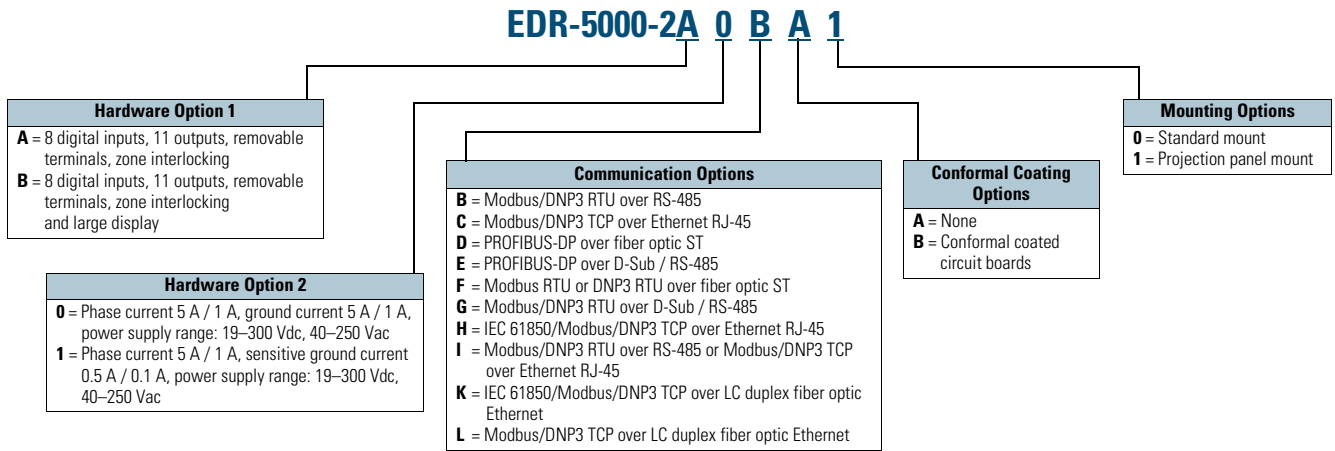 EDR-5000-2A 0 B A 1
Hardware Option 1
A = 8 digital inputs, 11 outputs, removable
terminals, zone interlocking
B = 8 digital inputs, 11 outputs, removable
terminals, zone interlocking
and large display
Hardware Option 2
0 = Phase current 5 A / 1 A, ground current 5 A / 1 A,
power supply range: 19–300 Vdc, 40–250 Vac
1 = Phase current 5 A / 1 A, sensitive ground current
0.5 A / 0.1 A, power supply range: 19–300 Vdc,
40–250 Vac
Communication Options
B = Modbus/DNP3 RTU over RS-485
C = Modbus/DNP3 TCP over Ethernet RJ-45
D = PROFIBUS-DP over fiber optic ST
E = PROFIBUS-DP over D-Sub / RS-485
F = Modbus RTU or DNP3 RTU over fiber optic ST
G = Modbus/DNP3 RTU over D-Sub / RS-485
H = IEC 61850/Modbus/DNP3 TCP over Ethernet RJ-45
I = Modbus/DNP3 RTU over RS-485 or Modbus/DNP3 TCP
over Ethernet RJ-45
K = IEC 61850/Modbus/DNP3 TCP over LC duplex fiber optic
Ethernet
L = Modbus/DNP3 TCP over LC duplex fiber optic Ethernet
Conformal Coating
Options
A = None
B = Conformal coated
circuit boards
Mounting Options
0 = Standard mount
1 = Projection panel mount